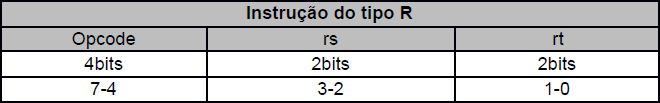 Instrução do tipo R
Opcode rs rt
4bits 2bits 2bits
7-4 3-2 1-0